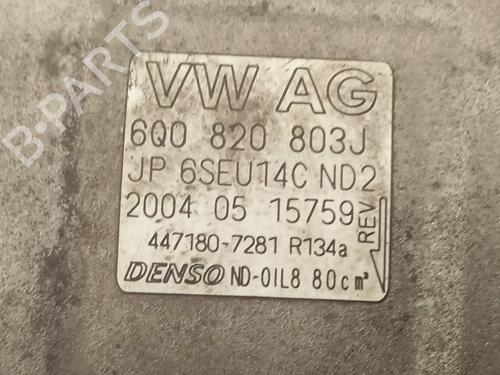 B-PARTS
VW AG
6Q0 820 803J
JP 6SEU14C ND2
2004 05 15759
REV
447180-7281 R134a
DENSO ND-OIL8 80cm³